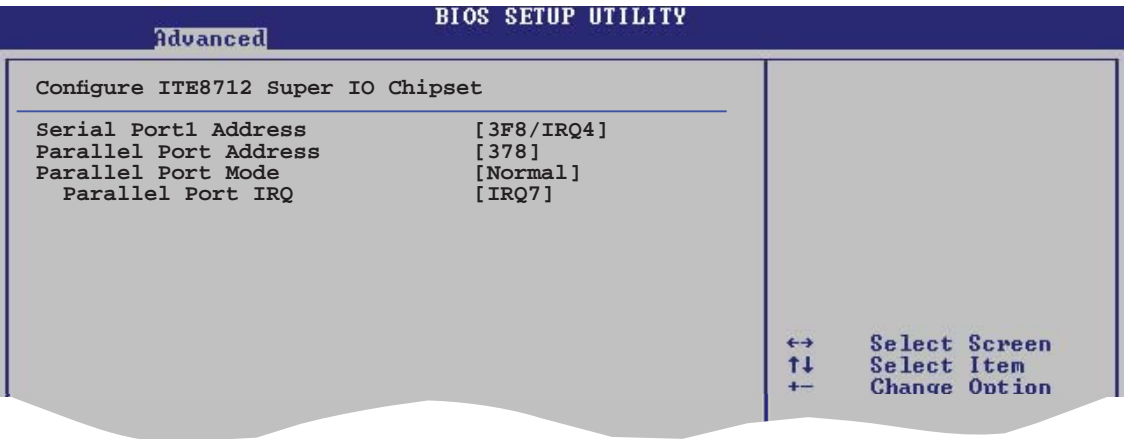 BIOS SETUP UTILITY
Advanced
Configure ITE8712 Super IO Chipset
Serial Port1 Address [3F8/IRQ4]
Parallel Port Address [378]
Parallel Port Mode [Normal]
Parallel Port IRQ [IRQ7]
←→ Select Screen
↑↓ Select Item
+- Change Option